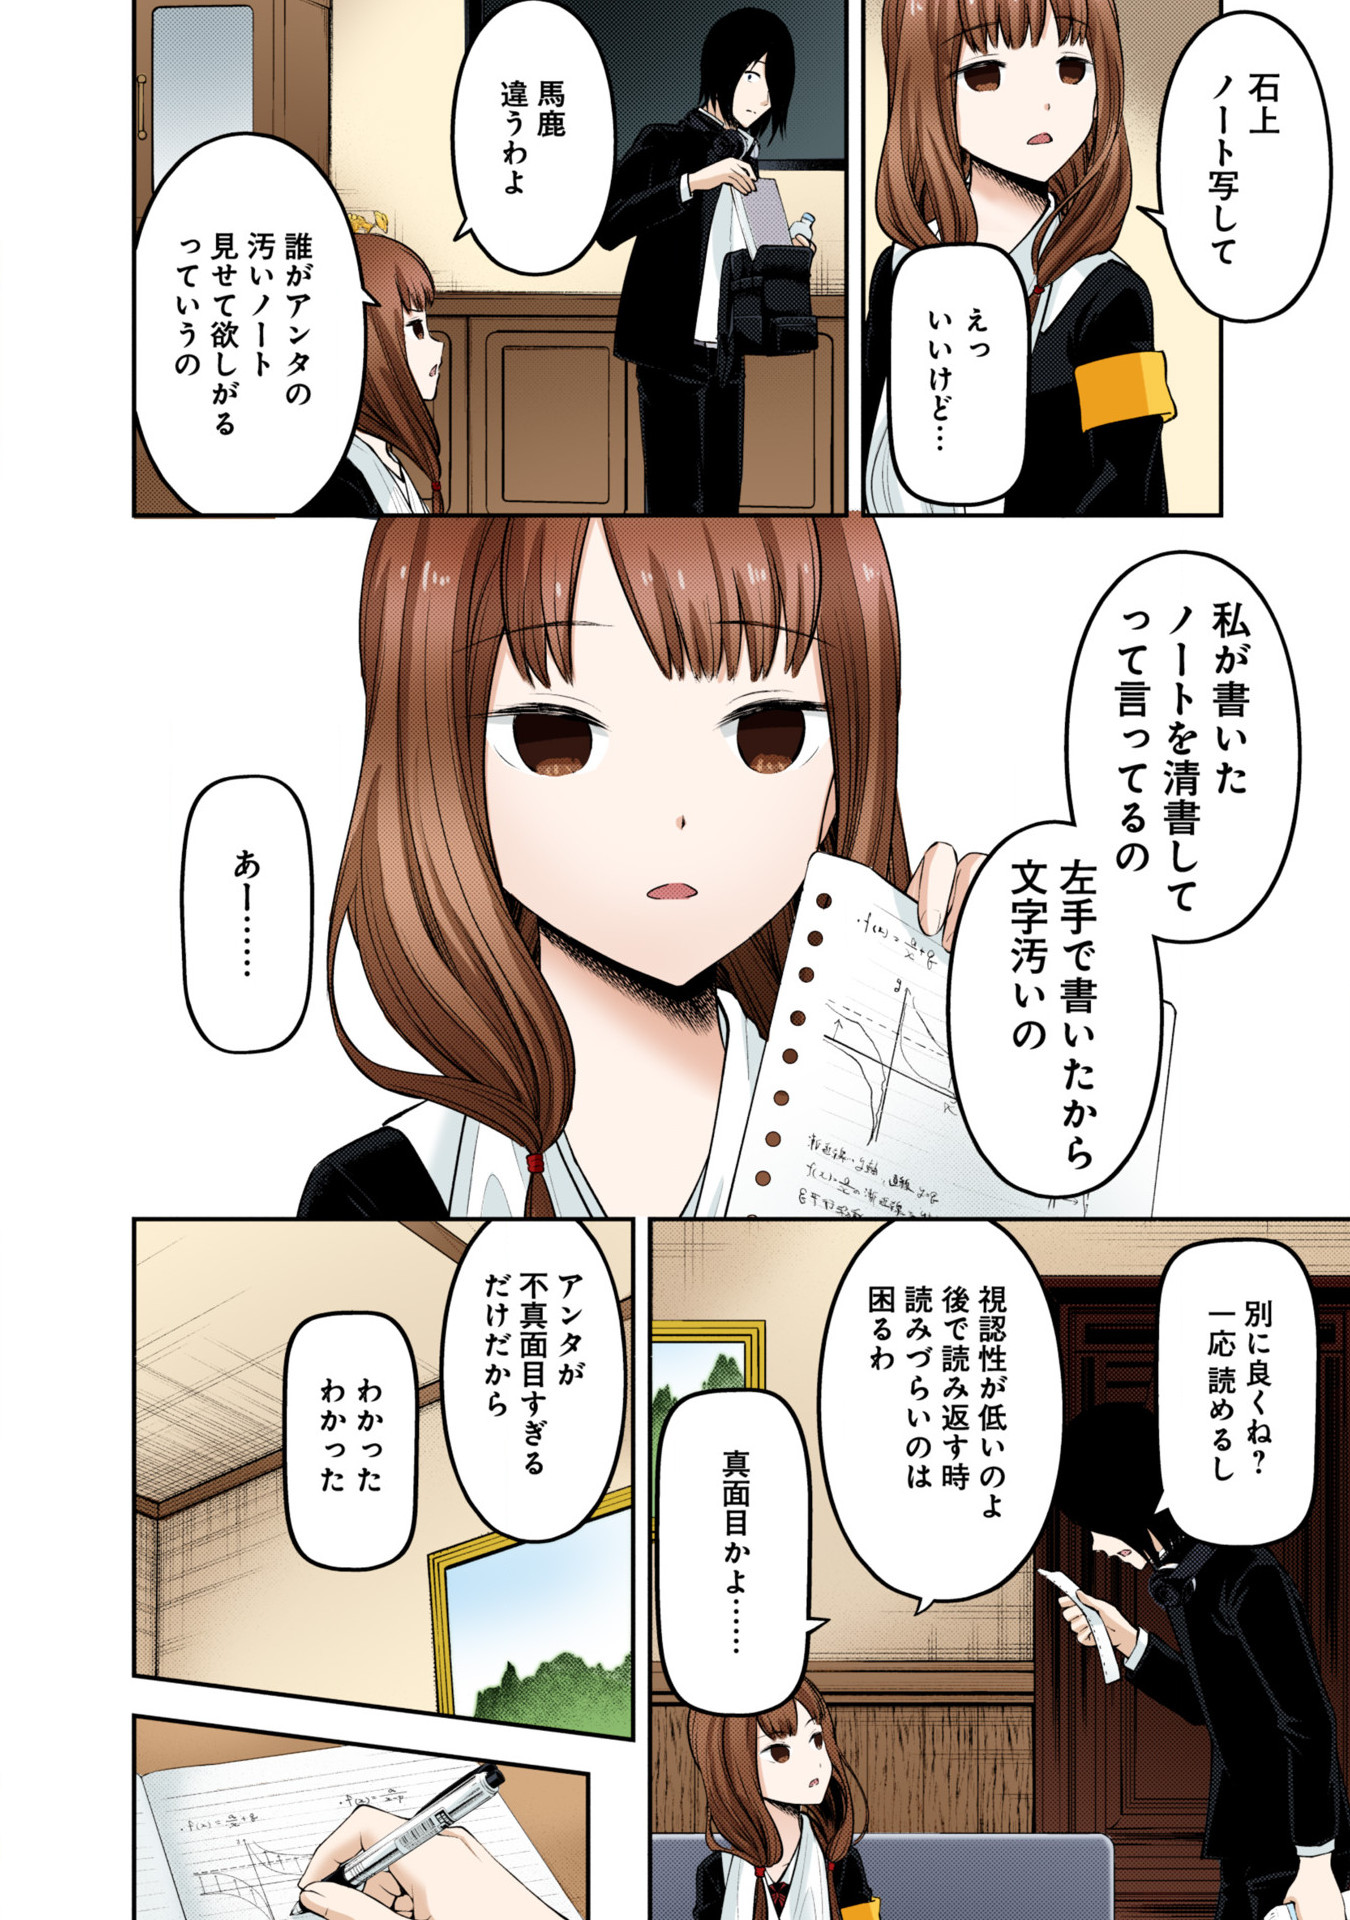 石上
ノート写して
えっ
いいけど…
馬鹿
違うわよ
誰がアンタの
汚いノート
見せて欲しがる
っていうの
私が書いた
ノートを清書して
って言ってるの
左手で書いたから
文字汚いの
あー……
別に良くね？
一応読めるし
視認性が低いのよ
後で読み返す時
読みづらいのは
困るわ
真面目かよ……
アンタが
不真面目すぎる
だけだから
わかった
わかった